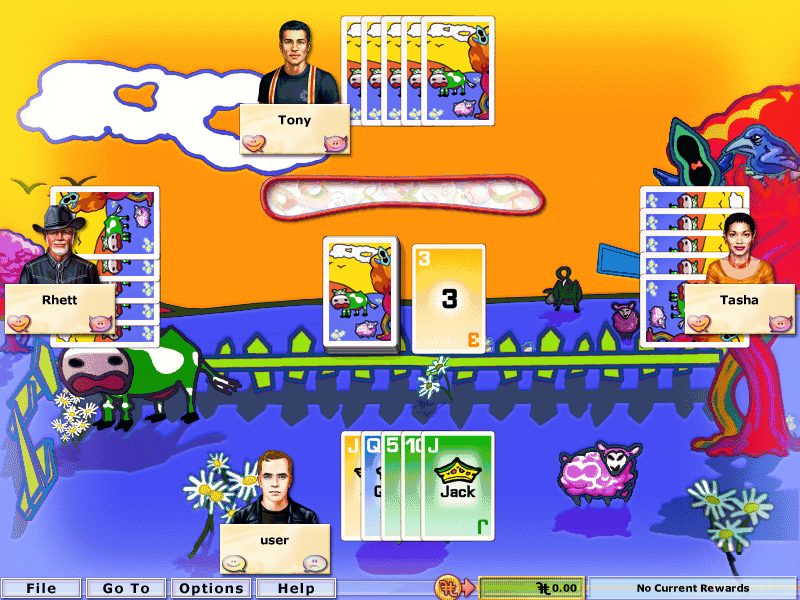 Tony
Rhett
3
3
3
Tasha
J
Q
5
10
J
Jack
J
user
File
Go To
Options
Help
0.00
No Current Rewards